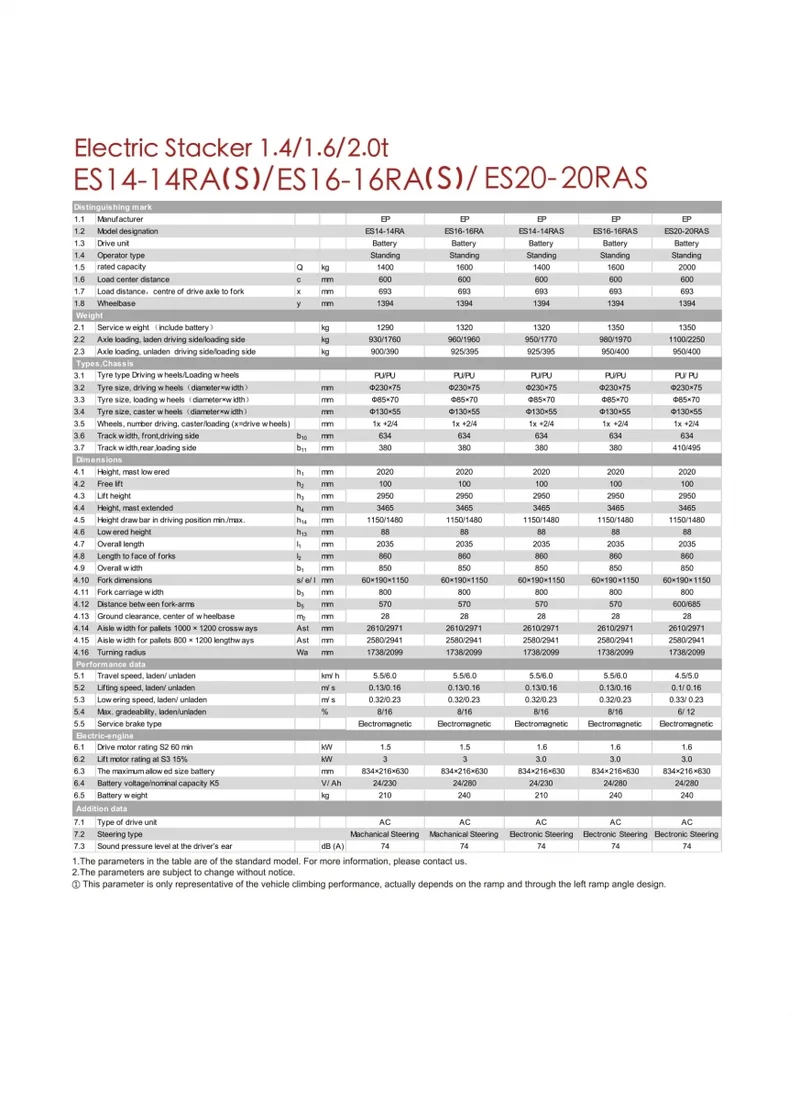 Electric Stacker 1.4/1.6/2.0t
ES14-14RA(S)/ES16-16RA(S)/ ES20-20RAS
Distinguishing mark
1.1 Manufacturer EP EP EP EP EP
1.2 Model designation ES14-14RA ES16-16RA ES14-14RAS ES16-16RAS ES20-20RAS
1.3 Drive unit Battery Battery Battery Battery Battery
1.4 Operator type Standing Standing Standing Standing Standing
1.5 rated capacity Q kg 1400 1600 1400 1600 2000
1.6 Load center distance c mm 600 600 600 600 600
1.7 Load distance，centre of drive axle to fork x mm 693 693 693 693 693
1.8 Wheelbase y mm 1394 1394 1394 1394 1394
Weight
2.1 Service weight（include battery） kg 1290 1320 1320 1350 1350
2.2 Axle loading, laden driving side/loading side kg 930/1760 960/1960 950/1770 980/1970 1100/2250
2.3 Axle loading, unladen driving side/loading side kg 900/390 925/395 925/395 950/400 950/400
Types,Chassis
3.1 Tyre type Driving wheels/Loading wheels PU/PU PU/PU PU/PU PU/PU PU/ PU
3.2 Tyre size, driving wheels（diameter×width） mm Φ230×75 Φ230×75 Φ230×75 Φ230×75 Φ230×75
3.3 Tyre size, loading wheels（diameter×width） mm Φ85×70 Φ85×70 Φ85×70 Φ85×70 Φ85×70
3.4 Tyre size, caster wheels（diameter×width） mm Φ130×55 Φ130×55 Φ130×55 Φ130×55 Φ130×55
3.5 Wheels, number driving, caster/loading (x=drive wheels) mm 1x +2/4 1x +2/4 1x +2/4 1x +2/4 1x +2/4
3.6 Track width, front,driving side b10 mm 634 634 634 634 634
3.7 Track width,rear,loading side b11 mm 380 380 380 380 410/495
Dimensions
4.1 Height, mast lowered h1 mm 2020 2020 2020 2020 2020
4.2 Free lift h2 mm 100 100 100 100 100
4.3 Lift height h3 mm 2950 2950 2950 2950 2950
4.4 Height, mast extended h4 mm 3465 3465 3465 3465 3465
4.5 Height drawbar in driving position min./max. h14 mm 1150/1480 1150/1480 1150/1480 1150/1480 1150/1480
4.6 Lowered height h13 mm 88 88 88 88 88
4.7 Overall length l1 mm 2035 2035 2035 2035 2035
4.8 Length to face of forks l2 mm 860 860 860 860 860
4.9 Overall width b1 mm 850 850 850 850 850
4.10 Fork dimensions s/ e/ l mm 60×190×1150 60×190×1150 60×190×1150 60×190×1150 60×190×1150
4.11 Fork carriage width b3 mm 800 800 800 800 800
4.12 Distance between fork-arms b5 mm 570 570 570 570 600/685
4.13 Ground clearance, center of wheelbase m2 mm 28 28 28 28 28
4.14 Aisle width for pallets 1000 × 1200 crossways Ast mm 2610/2971 2610/2971 2610/2971 2610/2971 2610/2971
4.15 Aisle width for pallets 800 × 1200 lengthways Ast mm 2580/2941 2580/2941 2580/2941 2580/2941 2580/2941
4.16 Turning radius Wa mm 1738/2099 1738/2099 1738/2099 1738/2099 1738/2099
Performance data
5.1 Travel speed, laden/ unladen km/ h 5.5/6.0 5.5/6.0 5.5/6.0 5.5/6.0 4.5/5.0
5.2 Lifting speed, laden/ unladen m/ s 0.13/0.16 0.13/0.16 0.13/0.16 0.13/0.16 0.1/ 0.16
5.3 Lowering speed, laden/ unladen m/ s 0.32/0.23 0.32/0.23 0.32/0.23 0.32/0.23 0.33/ 0.23
5.4 Max. gradeability, laden/unladen % 8/16 8/16 8/16 8/16 6/ 12
5.5 Service brake type Electromagnetic Electromagnetic Electromagnetic Electromagnetic Electromagnetic
Electric-engine
6.1 Drive motor rating S2 60 min kW 1.5 1.5 1.6 1.6 1.6
6.2 Lift motor rating at S3 15% kW 3 3 3.0 3.0 3.0
6.3 The maximum allowed size battery mm 834×216×630 834×216×630 834×216×630 834×216×630 834×216×630
6.4 Battery voltage/nominal capacity K5 V/ Ah 24/230 24/280 24/230 24/280 24/280
6.5 Battery weight kg 210 240 210 240 240
Addition data
7.1 Type of drive unit AC AC AC AC AC
7.2 Steering type Machanical Steering Machanical Steering Electronic Steering Electronic Steering Electronic Steering
7.3 Sound pressure level at the driver's ear dB (A) 74 74 74 74 74
1.The parameters in the table are of the standard model. For more information, please contact us.
2.The parameters are subject to change without notice.
① This parameter is only representative of the vehicle climbing performance, actually depends on the ramp and through the left ramp angle design.